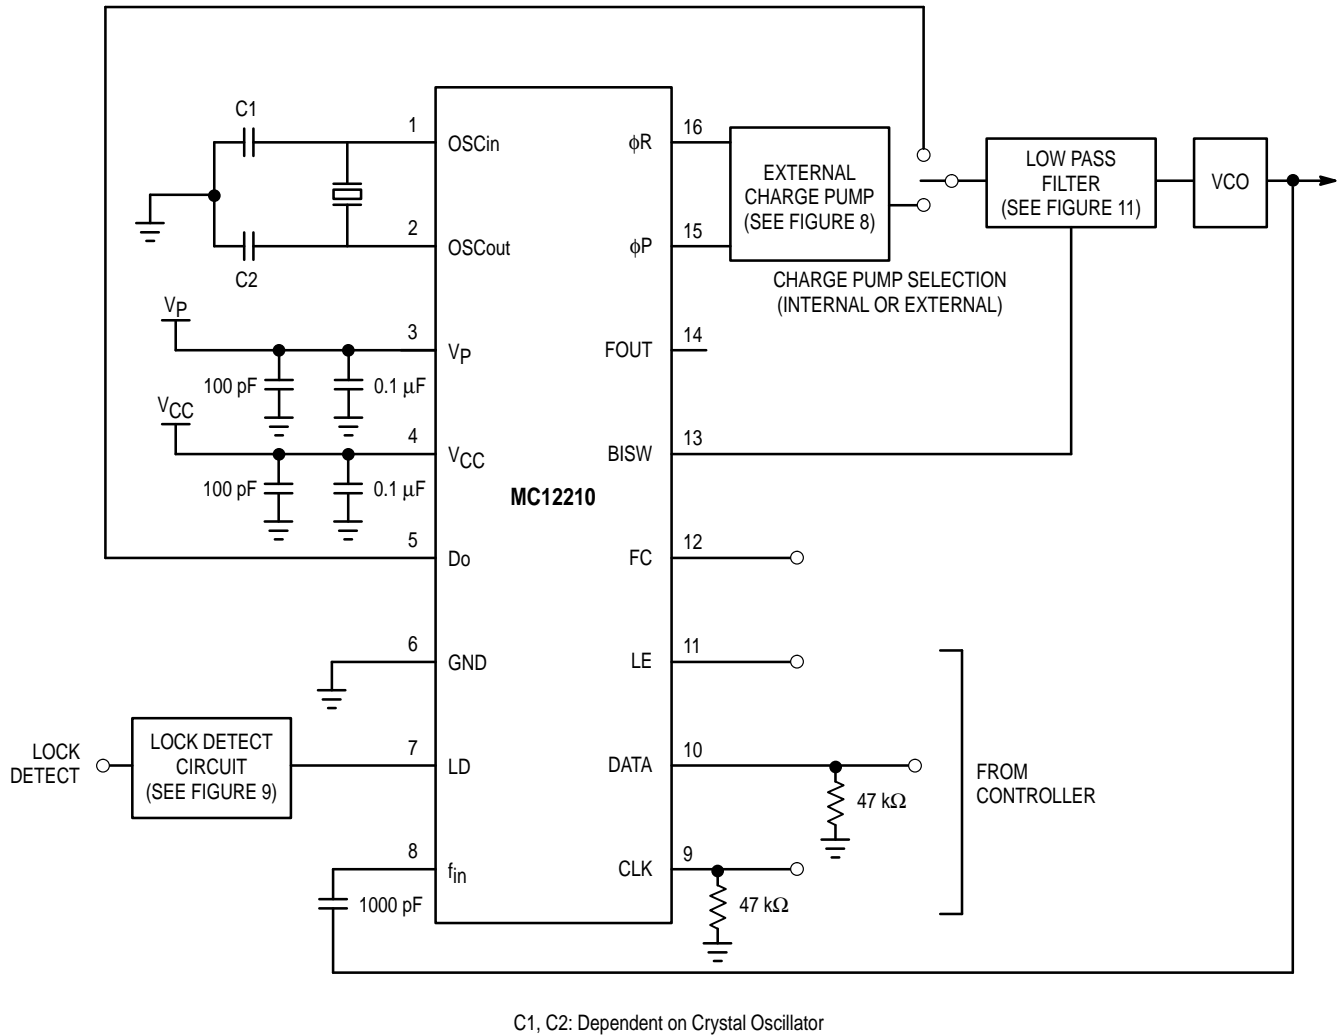 C1
1
OSCin
C2
2
OSCout
VP
3
VP
100 pF
0.1 μF
VCC
4
VCC
100 pF
0.1 μF
5
Do
6
GND
LOCK
DETECT
LOCK DETECT
CIRCUIT
(SEE FIGURE 9)
7
LD
8
fin
1000 pF
MC12210
16
ϕR
15
ϕP
EXTERNAL
CHARGE PUMP
(SEE FIGURE 8)
CHARGE PUMP SELECTION
(INTERNAL OR EXTERNAL)
LOW PASS
FILTER
(SEE FIGURE 11)
VCO
14
FOUT
13
BISW
12
FC
11
LE
10
DATA
47 kΩ
9
CLK
47 kΩ
FROM
CONTROLLER
C1, C2: Dependent on Crystal Oscillator